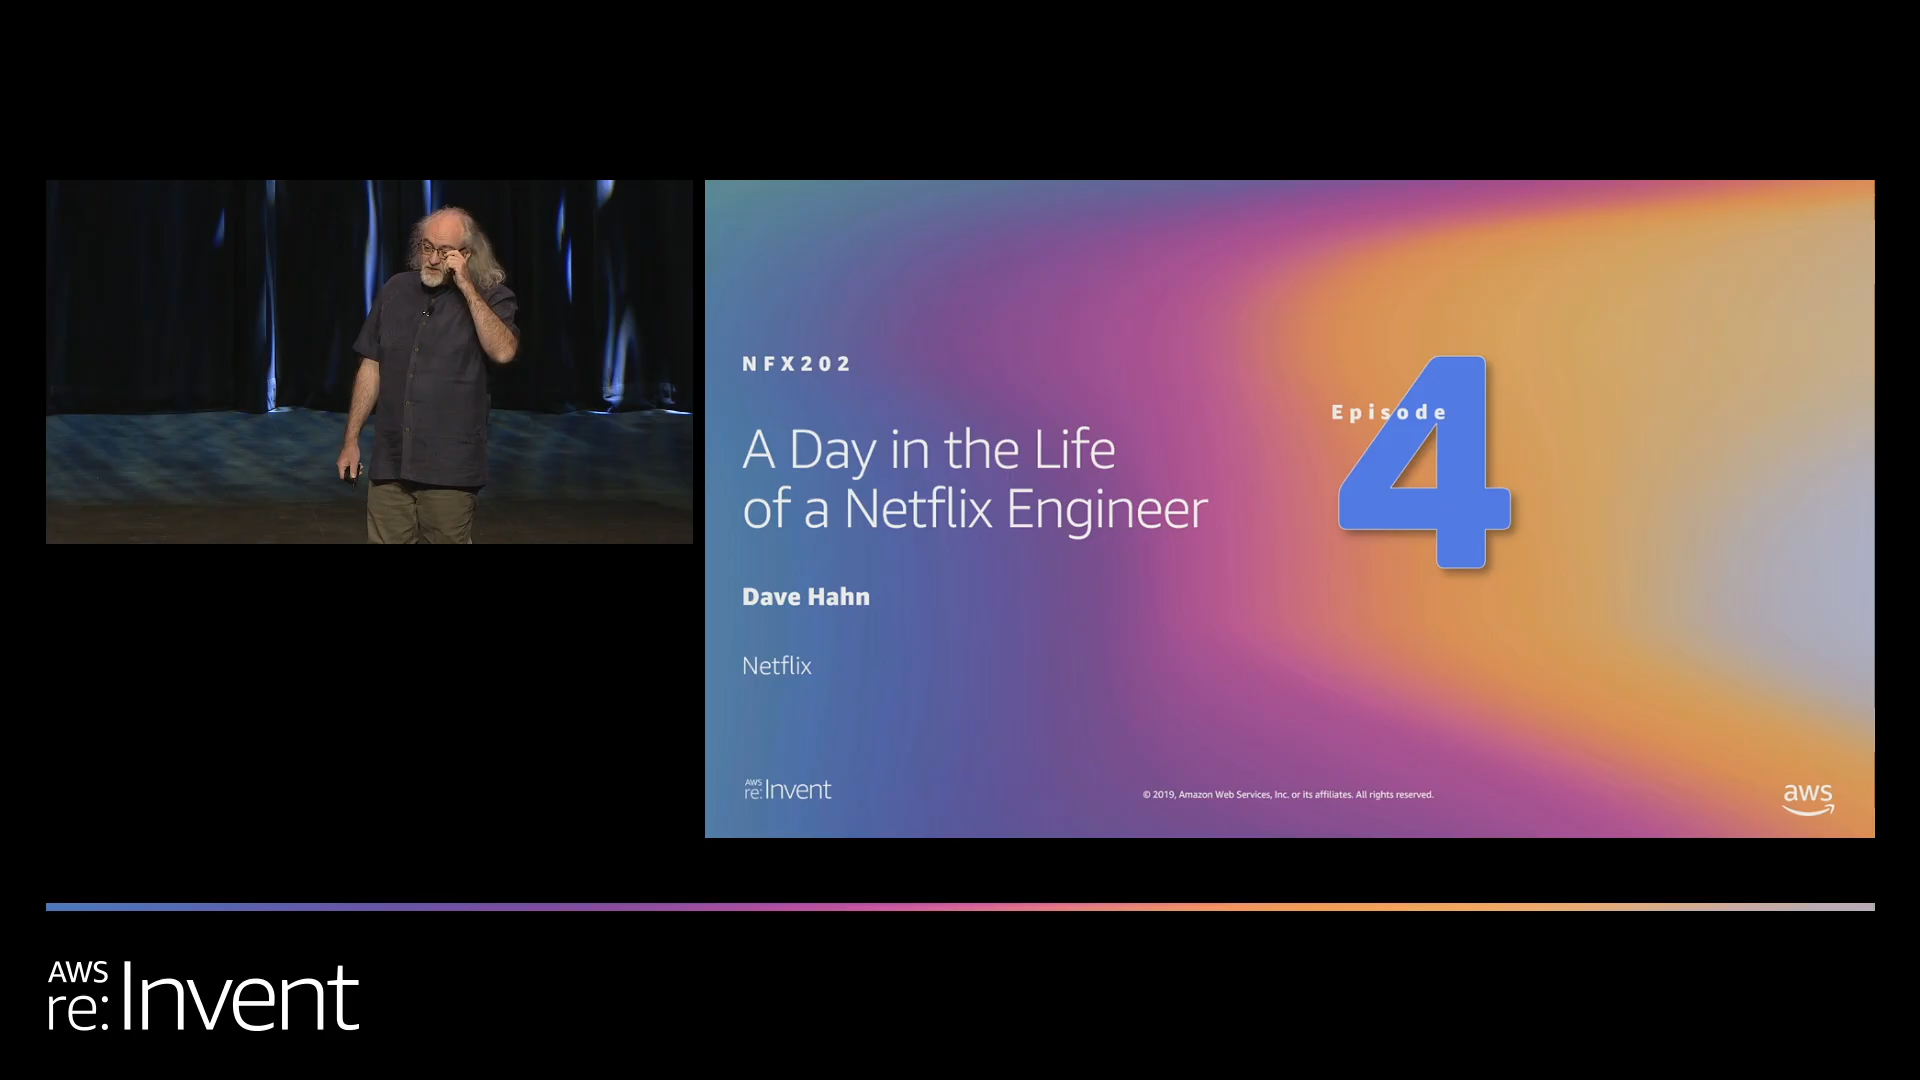 NFX202
A Day in the Life
of a Netflix Engineer
Episode
4
Dave Hahn
Netflix
AWS
re:Invent
© 2019, Amazon Web Services, Inc. or its affiliates. All rights reserved.
aws
AWS
re:Invent